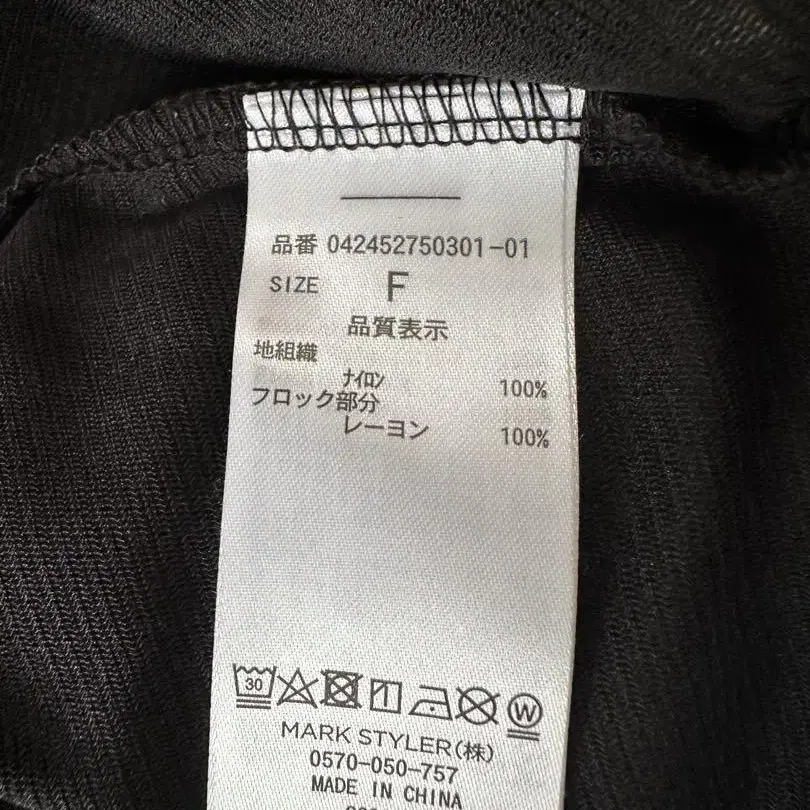 品番 042452750301-01
SIZE F
品質表示
地組織
ﾅｲﾛﾝ 100%
フロック部分
レーヨン 100%
30
W
MARK STYLER(株)
0570-050-757
MADE IN CHINA